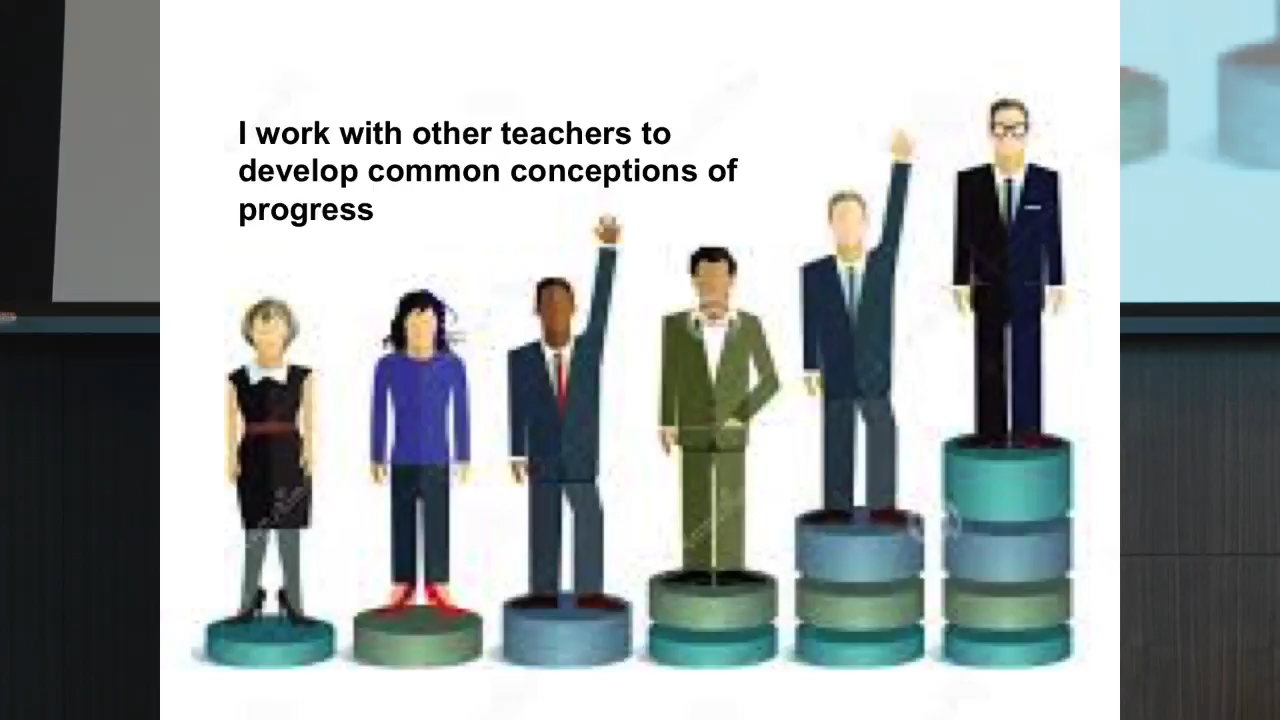 I work with other teachers to
develop common conceptions of
progress